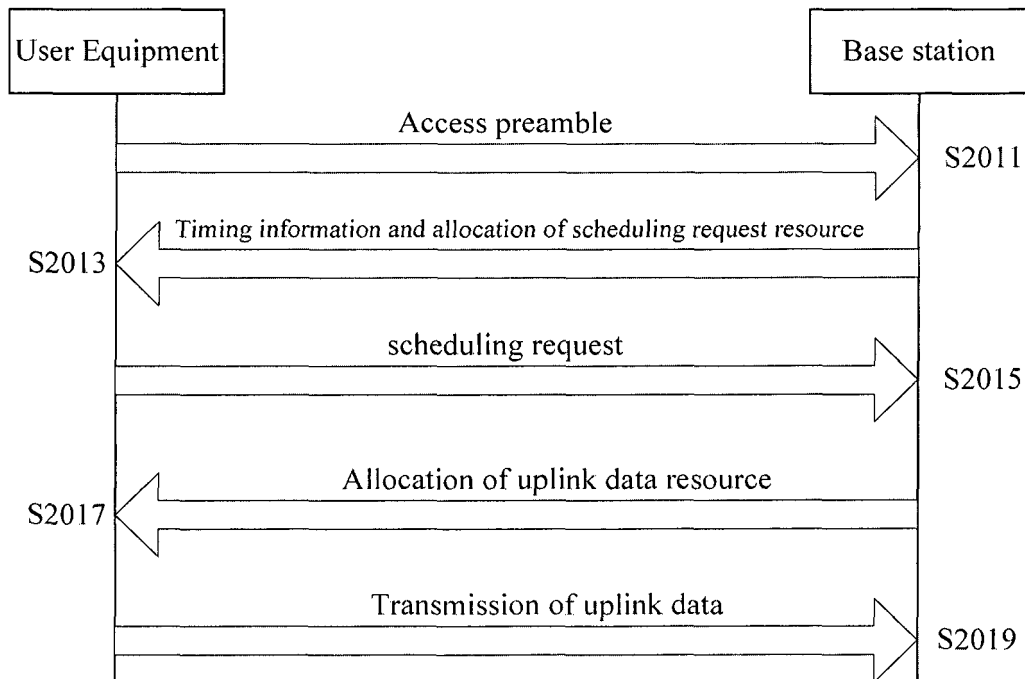 User Equipment
Base station
Access preamble
S2011
Timing information and allocation of scheduling request resource
S2013
scheduling request
S2015
Allocation of uplink data resource
S2017
Transmission of uplink data
S2019